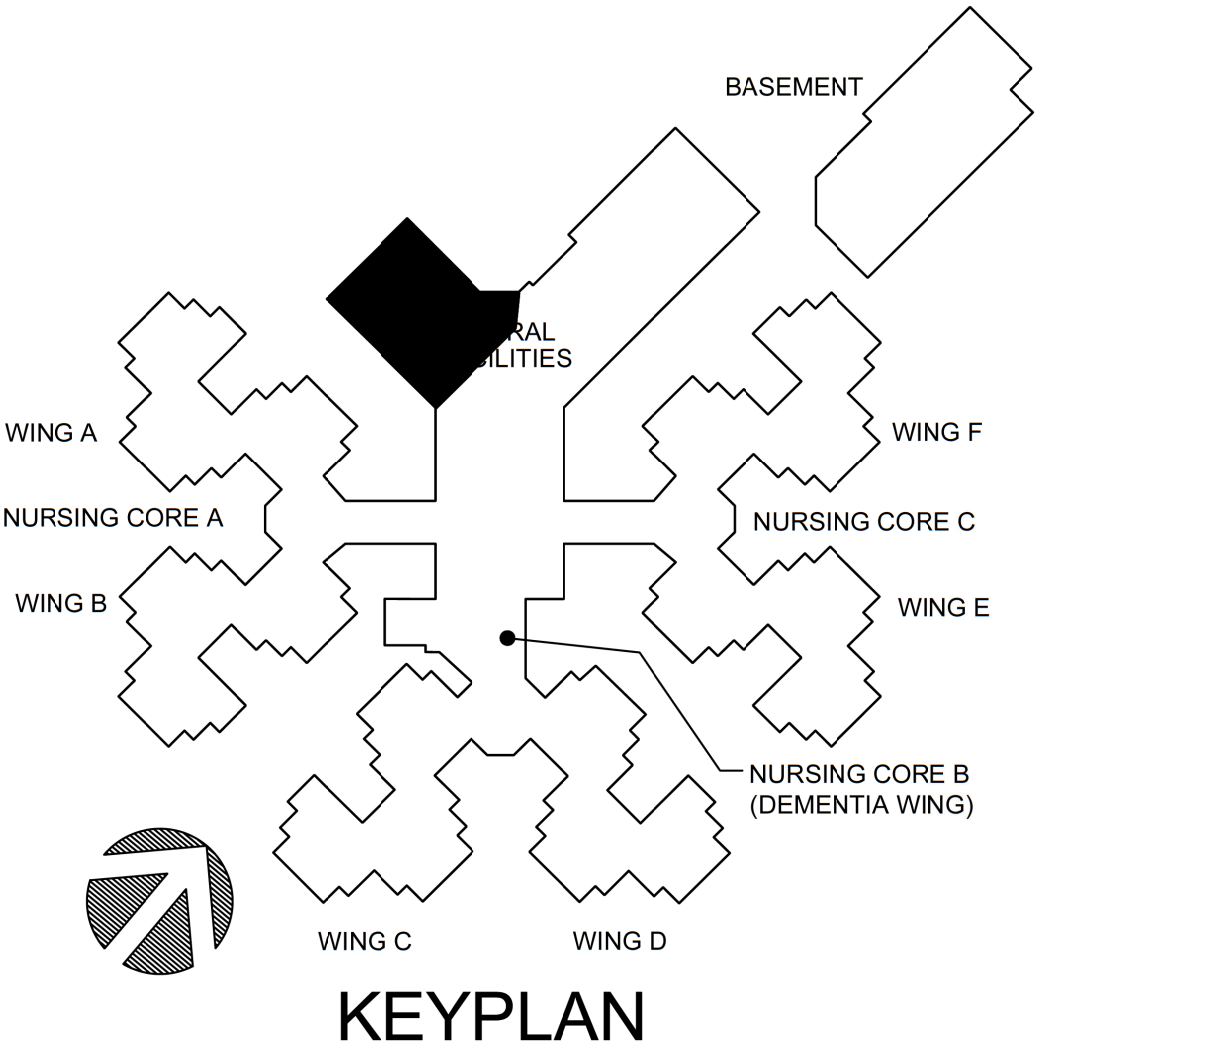 BASEMENT
RAL
ILITIES
WING A
WING F
NURSING CORE A
NURSING CORE C
WING B
WING E
NURSING CORE B
(DEMENTIA WING)
WING C
WING D
KEYPLAN